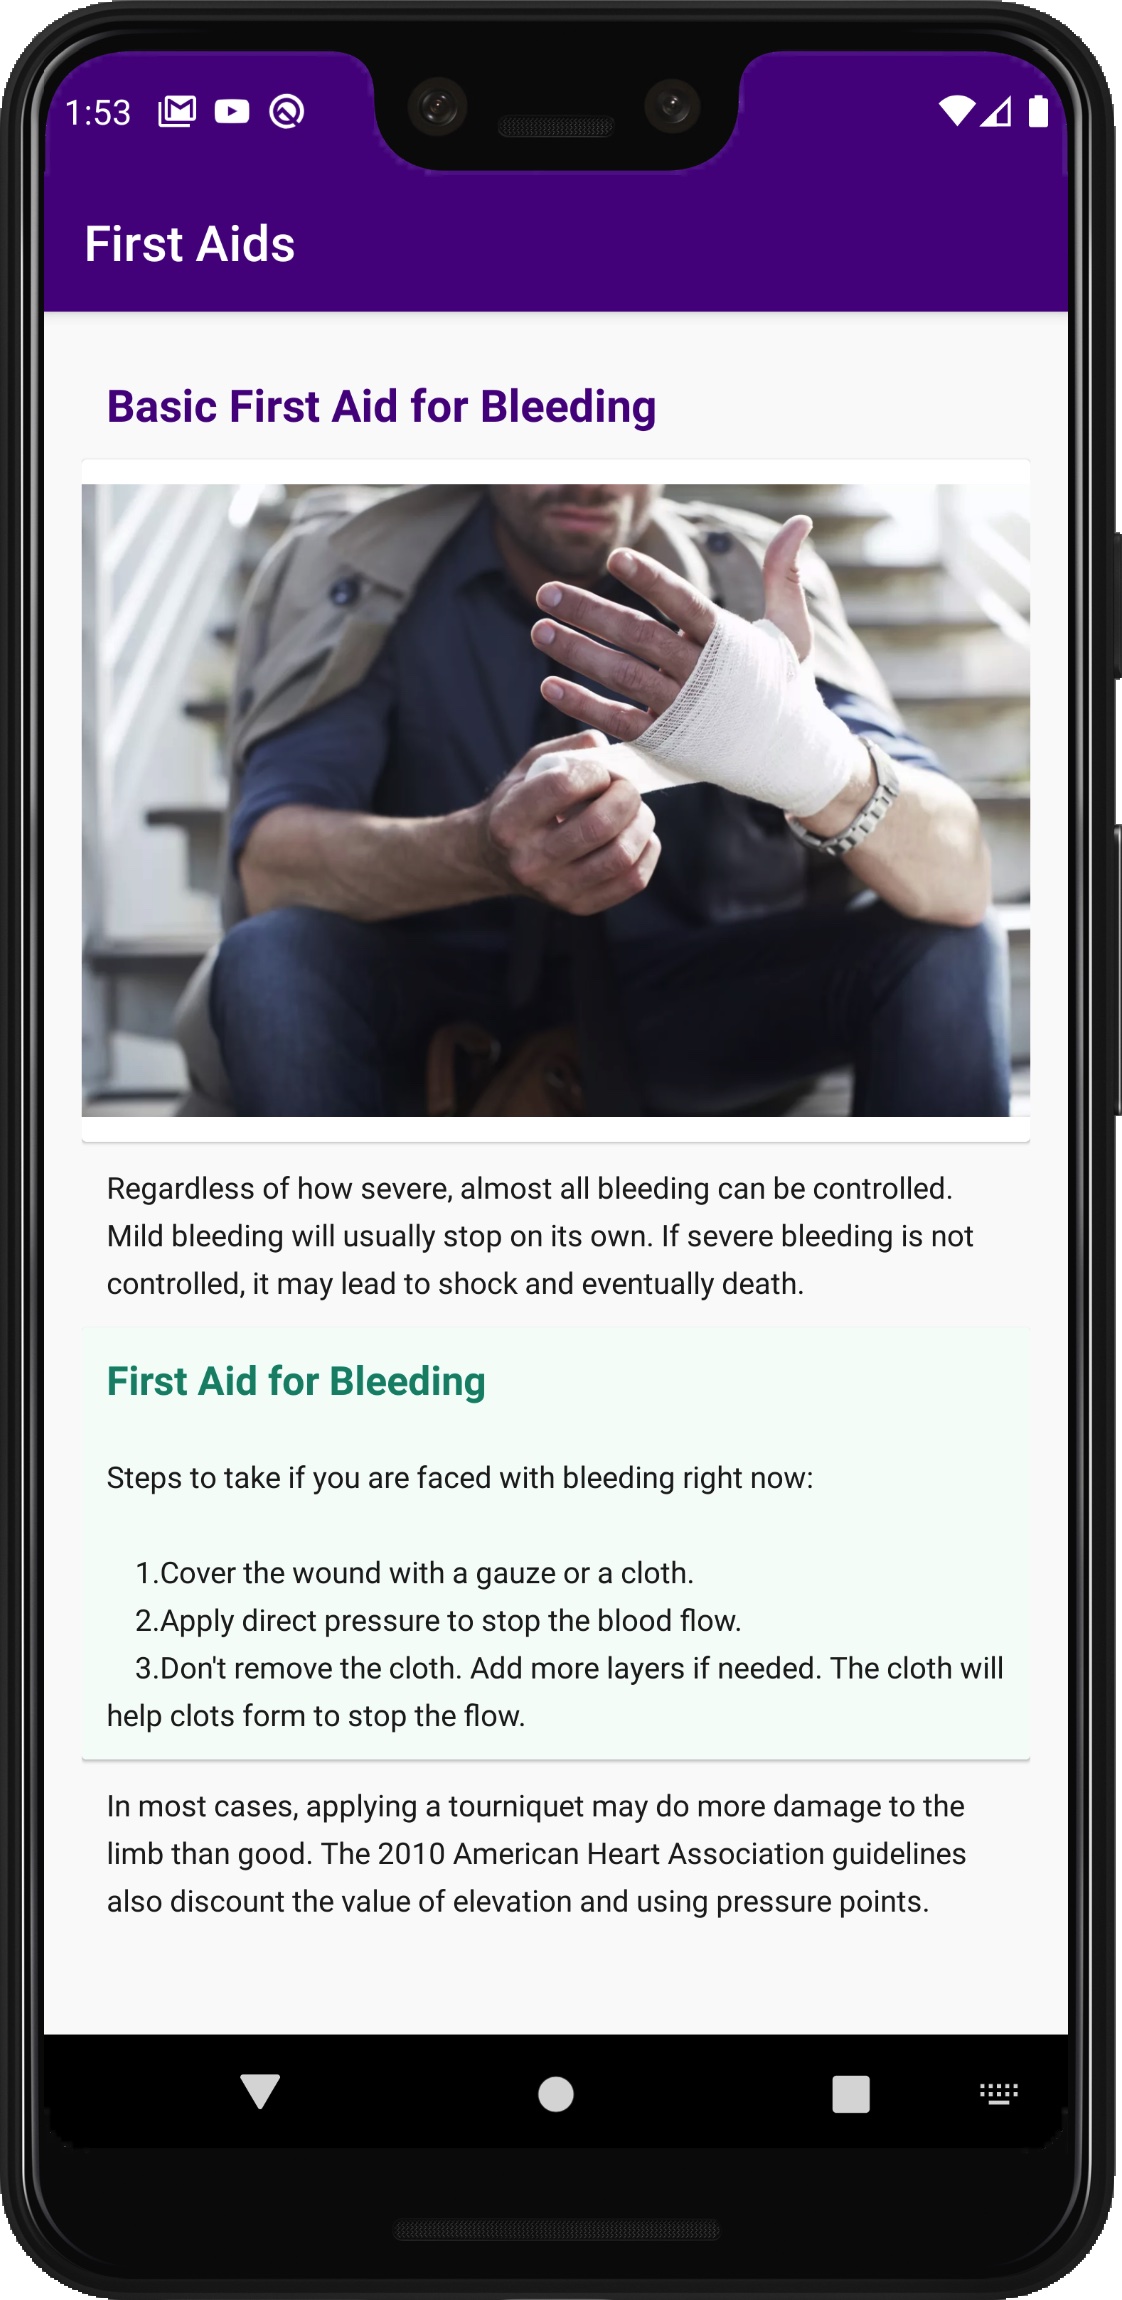 1:53
First Aids
Basic First Aid for Bleeding
Regardless of how severe, almost all bleeding can be controlled.
Mild bleeding will usually stop on its own. If severe bleeding is not
controlled, it may lead to shock and eventually death.
First Aid for Bleeding
Steps to take if you are faced with bleeding right now:
1.Cover the wound with a gauze or a cloth.
2.Apply direct pressure to stop the blood flow.
3.Don't remove the cloth. Add more layers if needed. The cloth will
help clots form to stop the flow.
In most cases, applying a tourniquet may do more damage to the
limb than good. The 2010 American Heart Association guidelines
also discount the value of elevation and using pressure points.